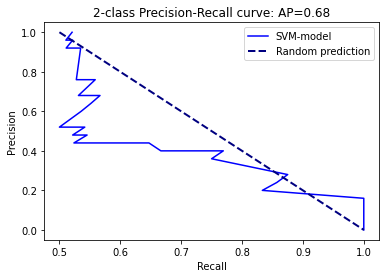 2-class Precision-Recall curve: AP=0.68
SVM-model
Random prediction
1.0
0.8
0.6
0.4
0.2
0.0
Precision
0.5 0.6 0.7 0.8 0.9 1.0
Recall